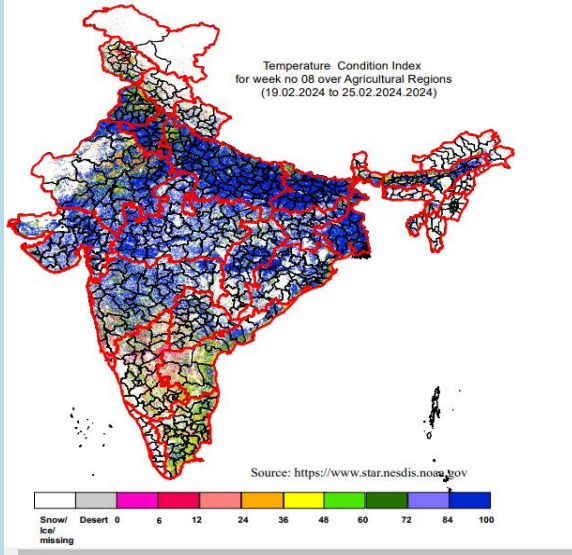 Temperature Condition Index
for week no 08 over Agricultural Regions
(19.02.2024 to 25.02.2024.2024)
Source: https://www.star.nesdis.noaa.gov
Snow/ Desert 0 6 12 24 36 48 60 72 84 100
Ice/
missing